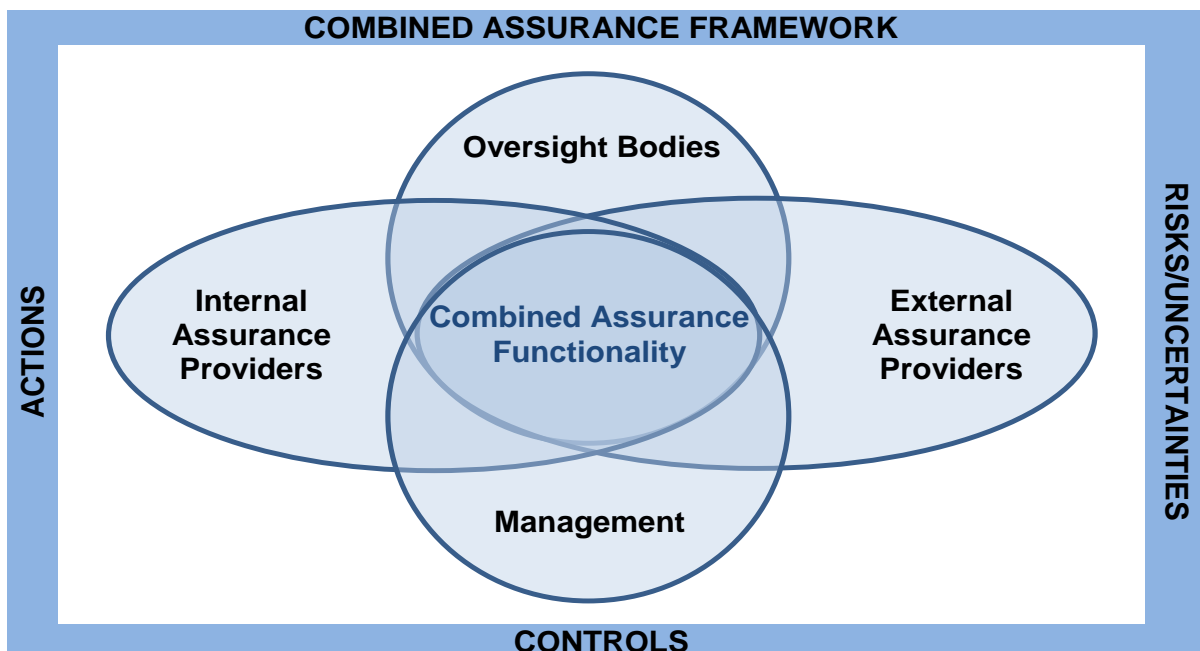 COMBINED ASSURANCE FRAMEWORK
Oversight Bodies
ACTIONS
Internal
Assurance
Providers
Combined Assurance
Functionality
External
Assurance
Providers
RISKS/UNCERTAINTIES
Management
CONTROLS